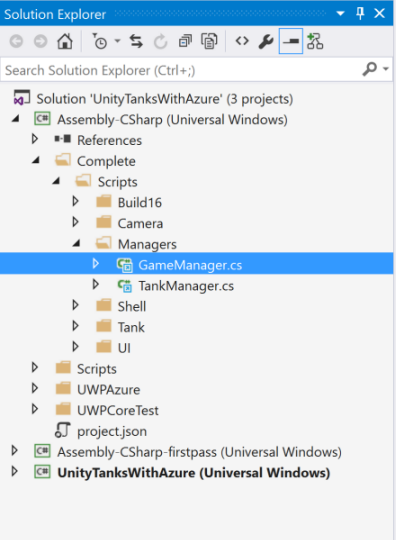 Solution Explorer
Search Solution Explorer (Ctrl+;)
Solution 'UnityTanksWithAzure' (3 projects)
C# Assembly-CSharp (Universal Windows)
References
Complete
Scripts
Build16
Camera
Managers
C# GameManager.cs
C# TankManager.cs
Shell
Tank
UI
Scripts
UWPAzure
UWPCoreTest
project.json
C# Assembly-CSharp-firstpass (Universal Windows)
C# UnityTanksWithAzure (Universal Windows)